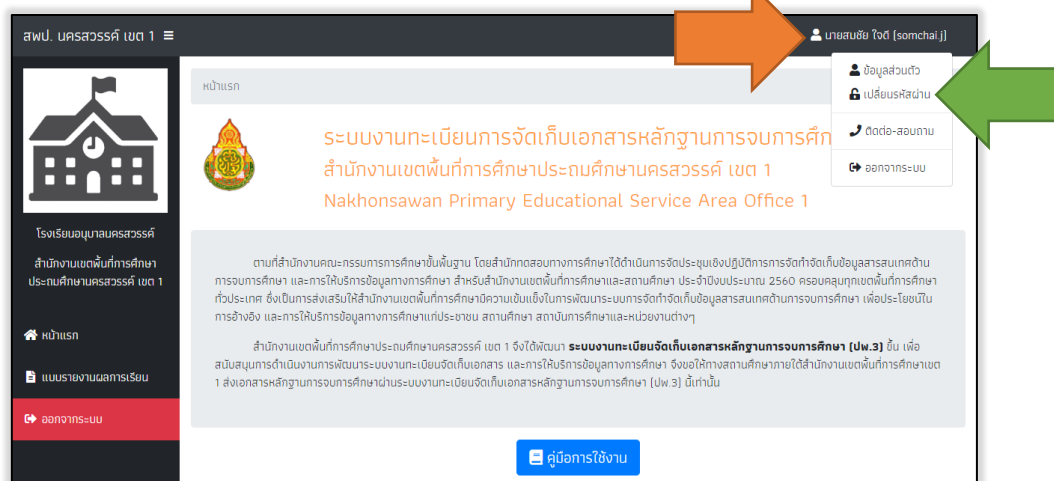 สพป. นครสวรรค์ เขต 1
นายสมชัย ใจดี (somchai.j)
ข้อมูลส่วนตัว
เปลี่ยนรหัสผ่าน
ติดต่อ-สอบถาม
ออกจากระบบ
หน้าแรก
ระบบงานทะเบียนการจัดเก็บเอกสารหลักฐานการจบการศึก
สำนักงานเขตพื้นที่การศึกษาประถมศึกษานครสวรรค์ เขต 1
Nakhonsawan Primary Educational Service Area Office 1
โรงเรียนอนุบาลนครสวรรค์
สำนักงานเขตพื้นที่การศึกษา
ประถมศึกษานครสวรรค์ เขต 1
หน้าแรก
แบบรายงานผลการเรียน
ออกจากระบบ
ตามที่สำนักงานคณะกรรมการการศึกษาขั้นพื้นฐาน โดยสำนักทดสอบทางการศึกษาได้ดำเนินการจัดประชุมเชิงปฏิบัติการการจัดทำจัดเก็บข้อมูลสารสนเทศด้าน
การจบการศึกษา และการให้บริการข้อมูลทางการศึกษา สำหรับสำนักงานเขตพื้นที่การศึกษาและสถานศึกษา ประจำปีงบประมาณ 2560 ครอบคลุมทุกเขตพื้นที่การศึกษา
ทั่วประเทศ ซึ่งเป็นการส่งเสริมให้สำนักงานเขตพื้นที่การศึกษามีความเข้มแข็งในการพัฒนาระบบการจัดทำจัดเก็บข้อมูลสารสนเทศด้านการจบการศึกษา เพื่อประโยชน์ใน
การอ้างอิง และการให้บริการข้อมูลทางการศึกษาแก่ประชาชน สถานศึกษา สถาบันการศึกษาและหน่วยงานต่างๆ
สำนักงานเขตพื้นที่การศึกษาประถมศึกษานครสวรรค์ เขต 1 จึงได้พัฒนา ระบบงานทะเบียนจัดเก็บเอกสารหลักฐานการจบการศึกษา (ปพ.3) ขึ้น เพื่อ
สนับสนุนการดำเนินงานการพัฒนาระบบงานทะเบียนจัดเก็บเอกสาร และการให้บริการข้อมูลทางการศึกษา จึงขอให้ทางสถานศึกษาภายใต้สำนักงานเขตพื้นที่การศึกษาเขต
1 ส่งเอกสารหลักฐานการจบการศึกษาผ่านระบบงานทะเบียนจัดเก็บเอกสารหลักฐานการจบการศึกษา (ปพ.3) นี้เท่านั้น
คู่มือการใช้งาน